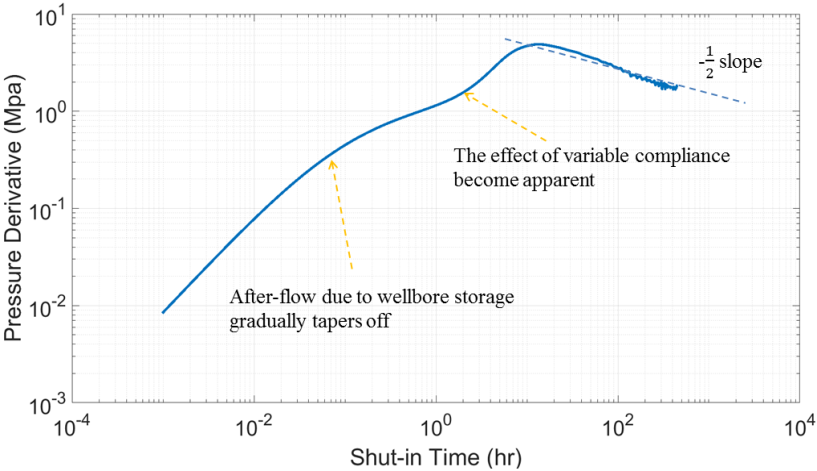 10^1
10^0
10^-1
10^-2
10^-3
Pressure Derivative (Mpa)
-1/2 slope
The effect of variable compliance
become apparent
After-flow due to wellbore storage
gradually tapers off
10^-4
10^-2
10^0
10^2
10^4
Shut-in Time (hr)